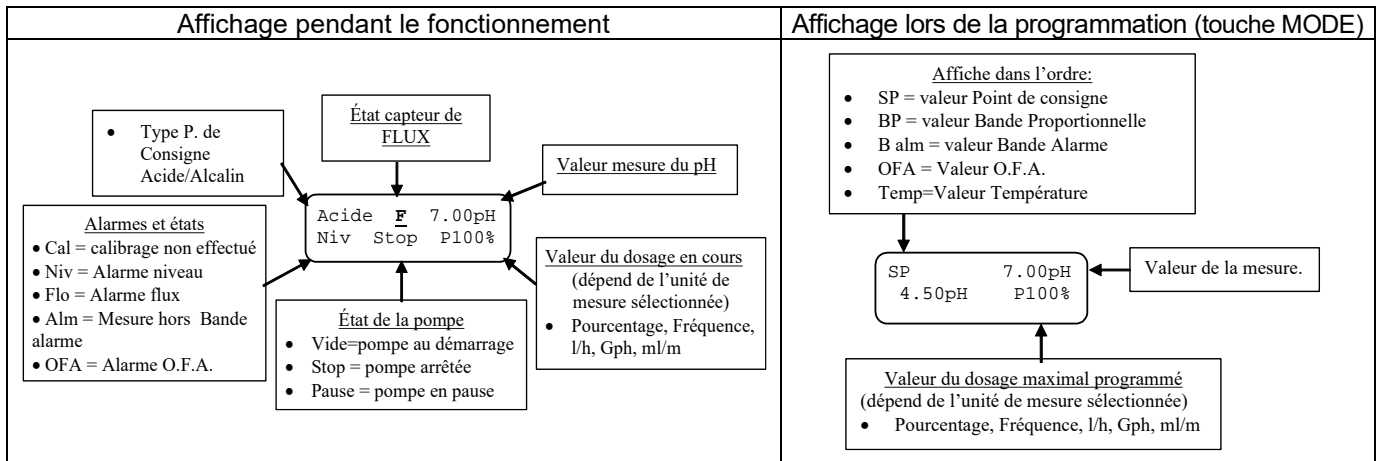 Affichage pendant le fonctionnement
• Type P. de
Consigne
Acide/Alcalin
État capteur de
FLUX
Valeur mesure du pH
Acide F 7.00pH
Niv Stop P100%
Alarmes et états
• Cal = calibrage non effectué
• Niv = Alarme niveau
• Flo = Alarme flux
• Alm = Mesure hors Bande
alarme
• OFA = Alarme O.F.A.
État de la pompe
• Vide=pompe au démarrage
• Stop = pompe arrêtée
• Pause = pompe en pause
Valeur du dosage en cours
(dépend de l’unité de
mesure sélectionnée)
• Pourcentage, Fréquence,
l/h, Gph, ml/m
Affichage lors de la programmation (touche MODE)
Affiche dans l’ordre:
• SP = valeur Point de consigne
• BP = valeur Bande Proportionnelle
• B alm = valeur Bande Alarme
• OFA = Valeur O.F.A.
• Temp=Valeur Température
SP 7.00pH
4.50pH P100%
Valeur de la mesure.
Valeur du dosage maximal programmé
(dépend de l’unité de mesure sélectionnée)
• Pourcentage, Fréquence, l/h, Gph, ml/m